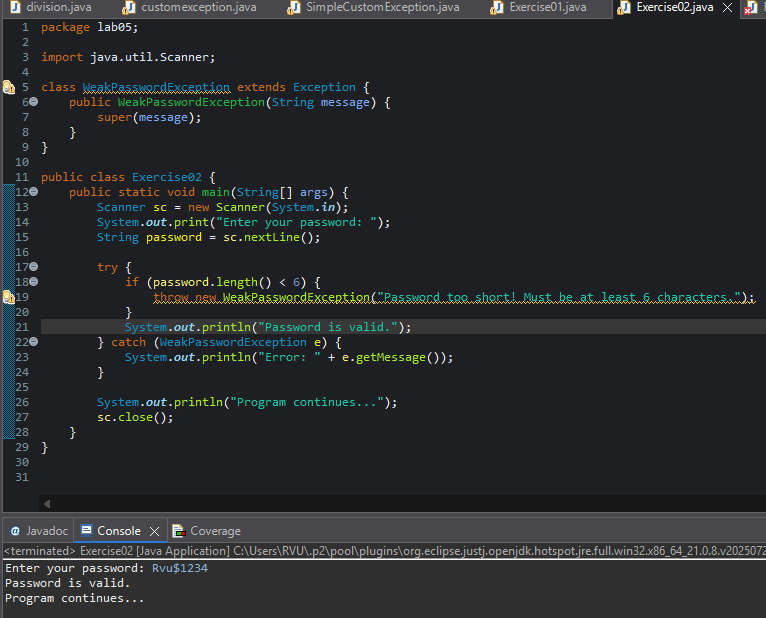 division.java customexception.java SimpleCustomException.java Exercise01.java Exercise02.java
1 package lab05;
2
3 import java.util.Scanner;
4
5 class WeakPasswordException extends Exception {
6     public WeakPasswordException(String message) {
7         super(message);
8     }
9 }
10
11 public class Exercise02 {
12     public static void main(String[] args) {
13         Scanner sc = new Scanner(System.in);
14         System.out.print("Enter your password: ");
15         String password = sc.nextLine();
16
17         try {
18             if (password.length() < 6) {
19                 throw new WeakPasswordException("Password too short! Must be at least 6 characters.");
20             }
21             System.out.println("Password is valid.");
22         } catch (WeakPasswordException e) {
23             System.out.println("Error: " + e.getMessage());
24         }
25
26         System.out.println("Program continues...");
27         sc.close();
28     }
29 }
30
31
@ Javadoc Console Coverage
<terminated> Exercise02 [Java Application] C:\Users\RVU\.p2\pool\plugins\org.eclipse.justj.openjdk.hotspot.jre.full.win32.x86_64_21.0.8.v2025072
Enter your password: Rvu$1234
Password is valid.
Program continues...